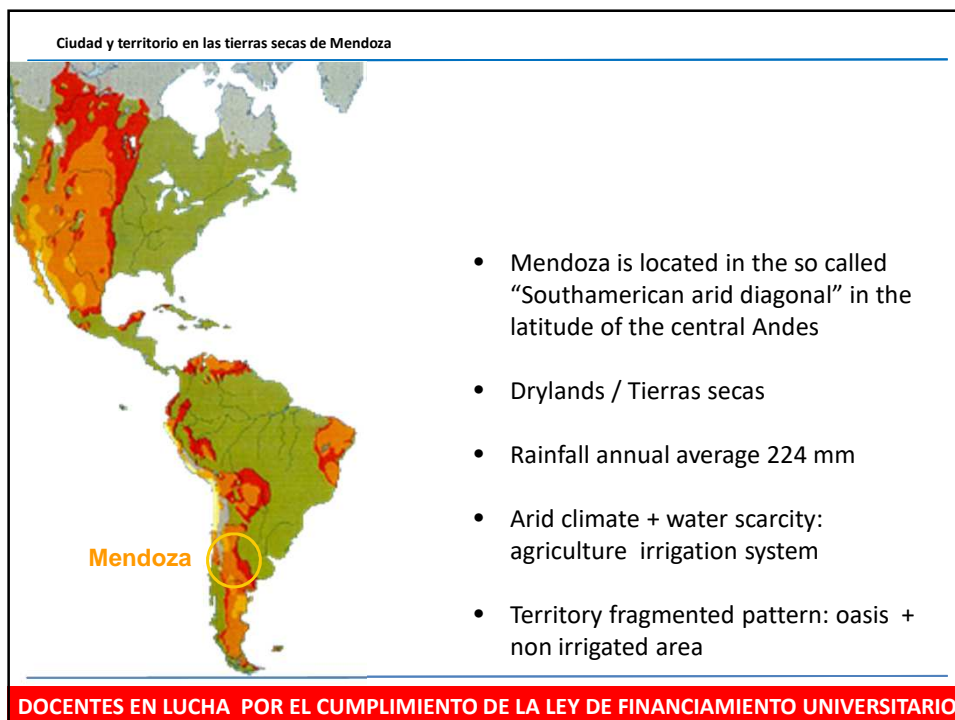 Ciudad y territorio en las tierras secas de Mendoza
• Mendoza is located in the so called
“Southamerican arid diagonal” in the
latitude of the central Andes
• Drylands / Tierras secas
• Rainfall annual average 224 mm
• Arid climate + water scarcity:
agriculture irrigation system
Mendoza
• Territory fragmented pattern: oasis +
non irrigated area
DOCENTES EN LUCHA POR EL CUMPLIMIENTO DE LA LEY DE FINANCIAMIENTO UNIVERSITARIO